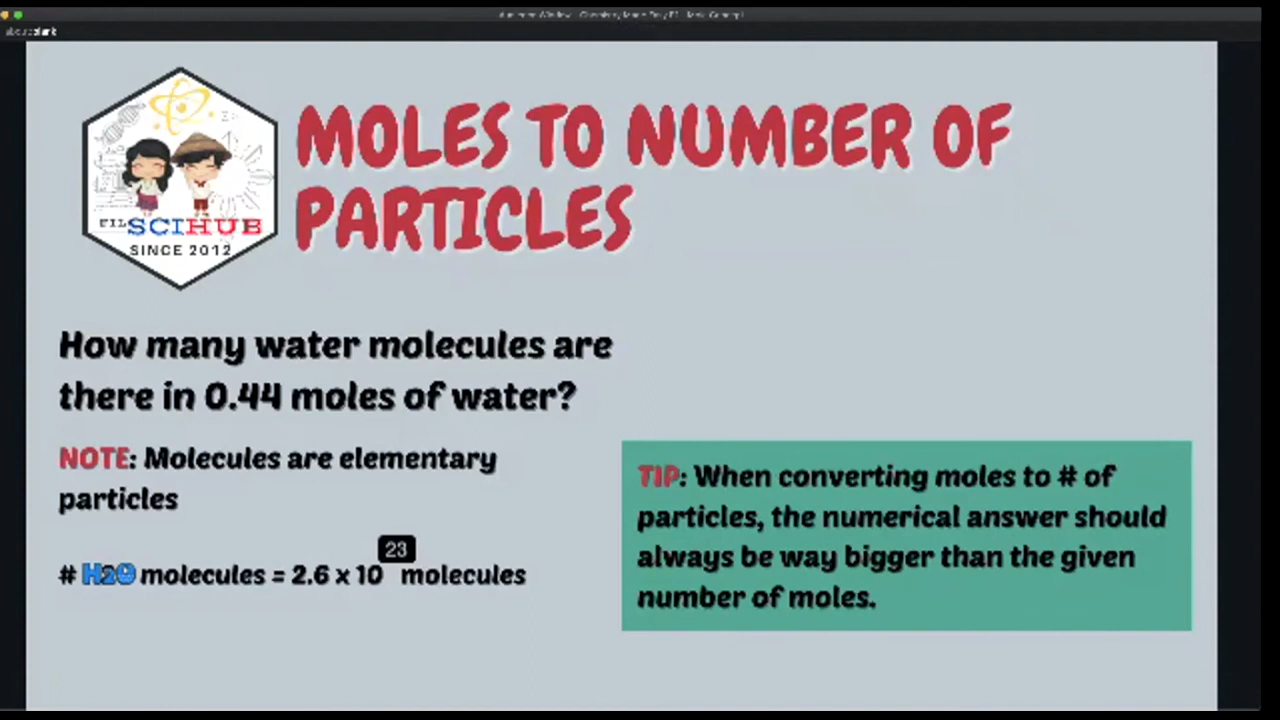 MOLES TO NUMBER OF
PARTICLES
FIL SCIHUB
SINCE 2012
How many water molecules are
there in 0.44 moles of water?
NOTE: Molecules are elementary
particles
# H2O molecules = 2.6 x 10 23 molecules
TIP: When converting moles to # of
particles, the numerical answer should
always be way bigger than the given
number of moles.